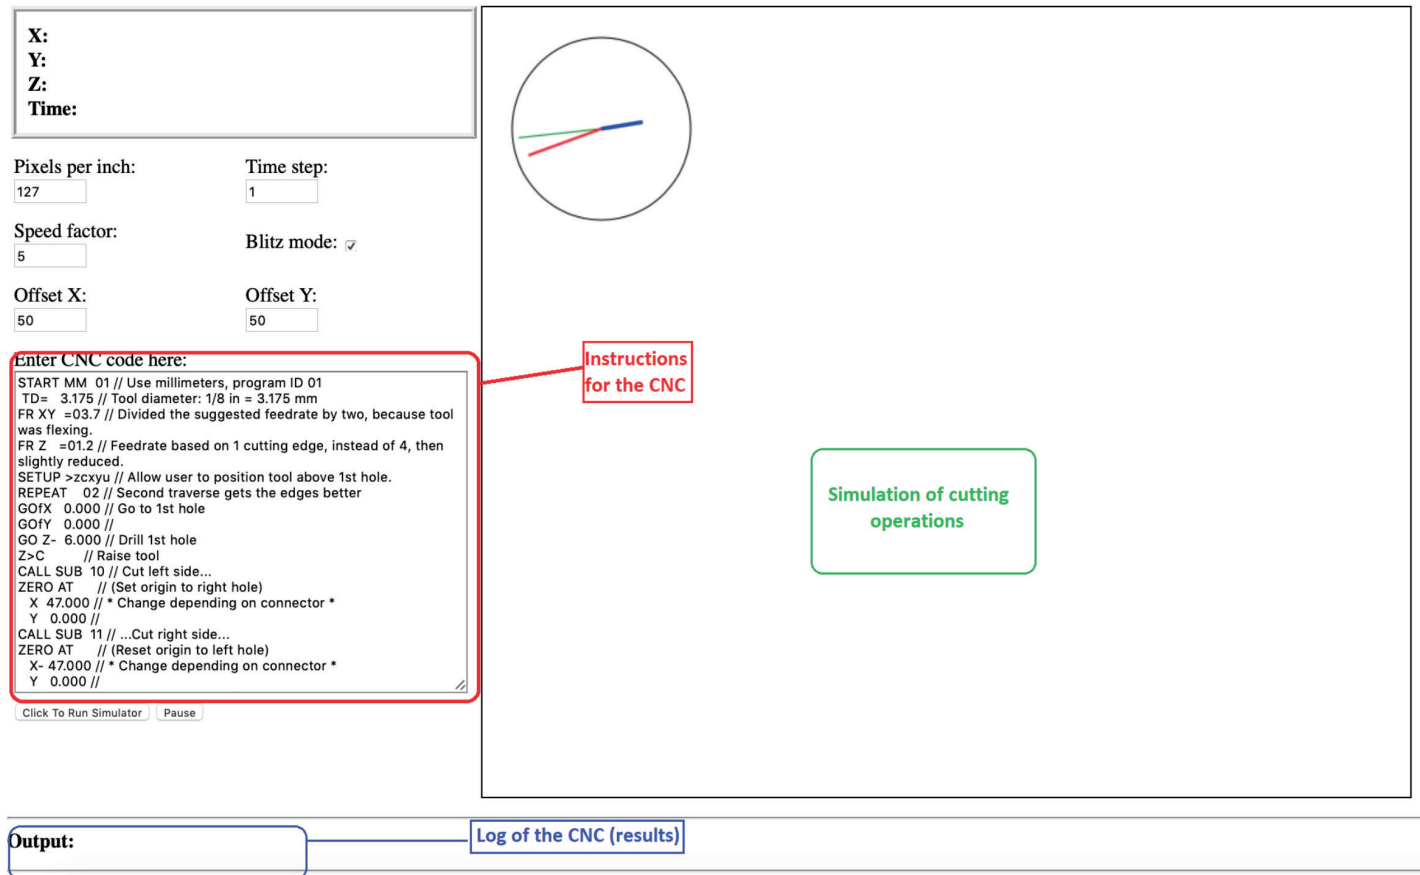 X:
Y:
Z:
Time:
Pixels per inch:
Time step:
127
1
Speed factor:
Blitz mode:
5
Offset X:
Offset Y:
50
50
Enter CNC code here:
START MM  01 // Use millimeters, program ID 01
TD=   3.175 // Tool diameter: 1/8 in = 3.175 mm
FR XY  =03.7 // Divided the suggested feedrate by two, because tool
was flexing.
FR Z   =01.2 // Feedrate based on 1 cutting edge, instead of 4, then
slightly reduced.
SETUP >zcxyu // Allow user to position tool above 1st hole.
REPEAT    02 // Second traverse gets the edges better
GOfX   0.000 // Go to 1st hole
GOfY   0.000 //
GO Z-  6.000 // Drill 1st hole
Z>C         // Raise tool
CALL SUB  10 // Cut left side...
ZERO AT      // (Set origin to right hole)
X  47.000 // * Change depending on connector *
Y   0.000 //
CALL SUB  11 // ...Cut right side...
ZERO AT      // (Reset origin to left hole)
X- 47.000 // * Change depending on connector *
Y   0.000 //
Click To Run Simulator
Pause
Instructions
for the CNC
Simulation of cutting
operations
Output:
Log of the CNC (results)